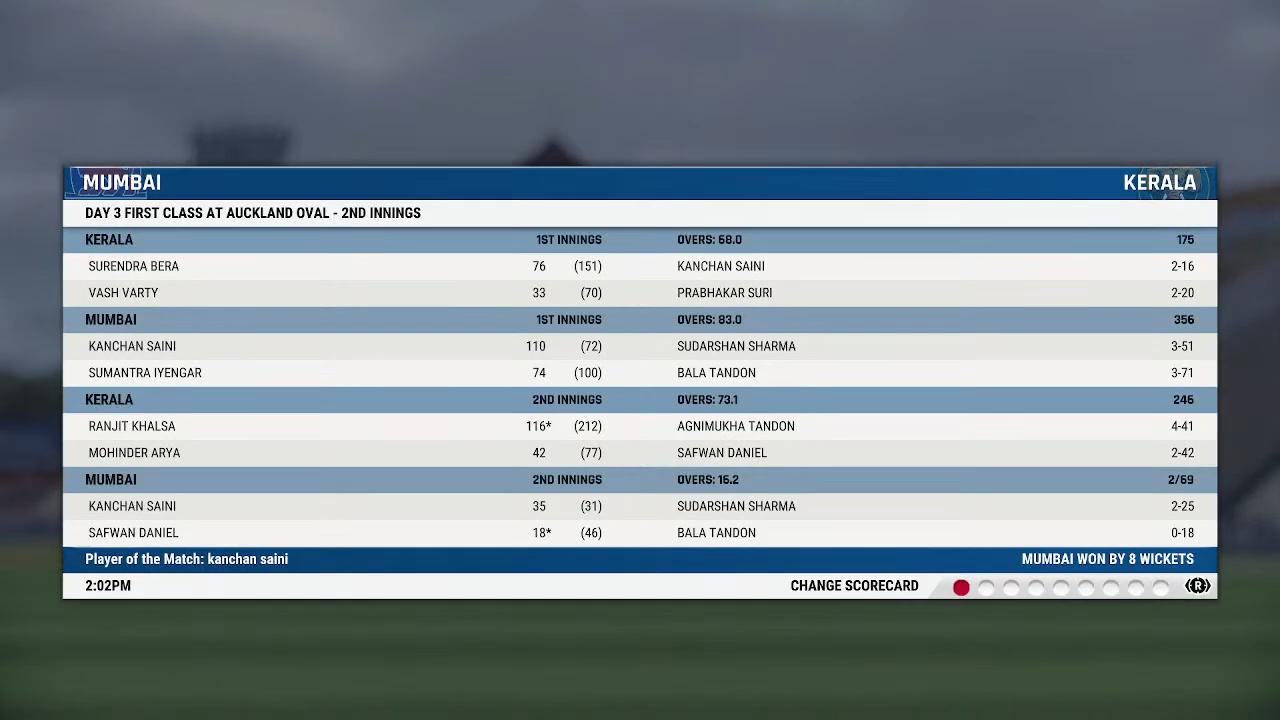 MUMBAI KERALA
DAY 3 FIRST CLASS AT AUCKLAND OVAL - 2ND INNINGS
KERALA 1ST INNINGS OVERS: 68.0 175
SURENDRA BERA 76 (151) KANCHAN SAINI 2-16
VASH VARTY 33 (70) PRABHAKAR SURI 2-20
MUMBAI 1ST INNINGS OVERS: 83.0 356
KANCHAN SAINI 110 (72) SUDARSHAN SHARMA 3-51
SUMANTRA IYENGAR 74 (100) BALA TANDON 3-71
KERALA 2ND INNINGS OVERS: 73.1 246
RANJIT KHALSA 116* (212) AGNIMUKHA TANDON 4-41
MOHINDER ARYA 42 (77) SAFWAN DANIEL 2-42
MUMBAI 2ND INNINGS OVERS: 16.2 2/69
KANCHAN SAINI 35 (31) SUDARSHAN SHARMA 2-25
SAFWAN DANIEL 18* (46) BALA TANDON 0-18
Player of the Match: kanchan saini MUMBAI WON BY 8 WICKETS
2:02PM CHANGE SCORECARD R